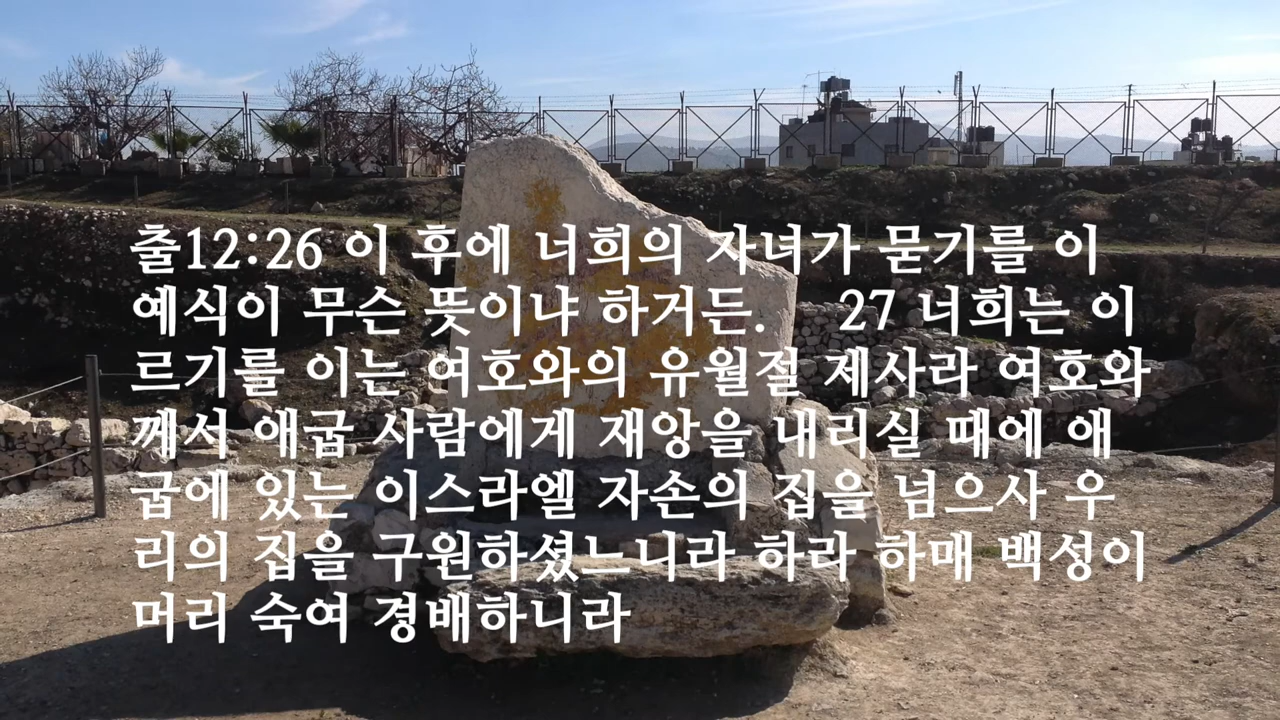 출12:26 이 후에 너희의 자녀가 묻기를 이
예식이 무슨 뜻이냐 하거든. 27 너희는 이
르기를 이는 여호와의 유월절 제사라 여호와
께서 애굽 사람에게 재앙을 내리실 때에 애
굽에 있는 이스라엘 자손의 집을 넘으사 우
리의 집을 구원하셨느니라 하라 하매 백성이
머리 숙여 경배하니라